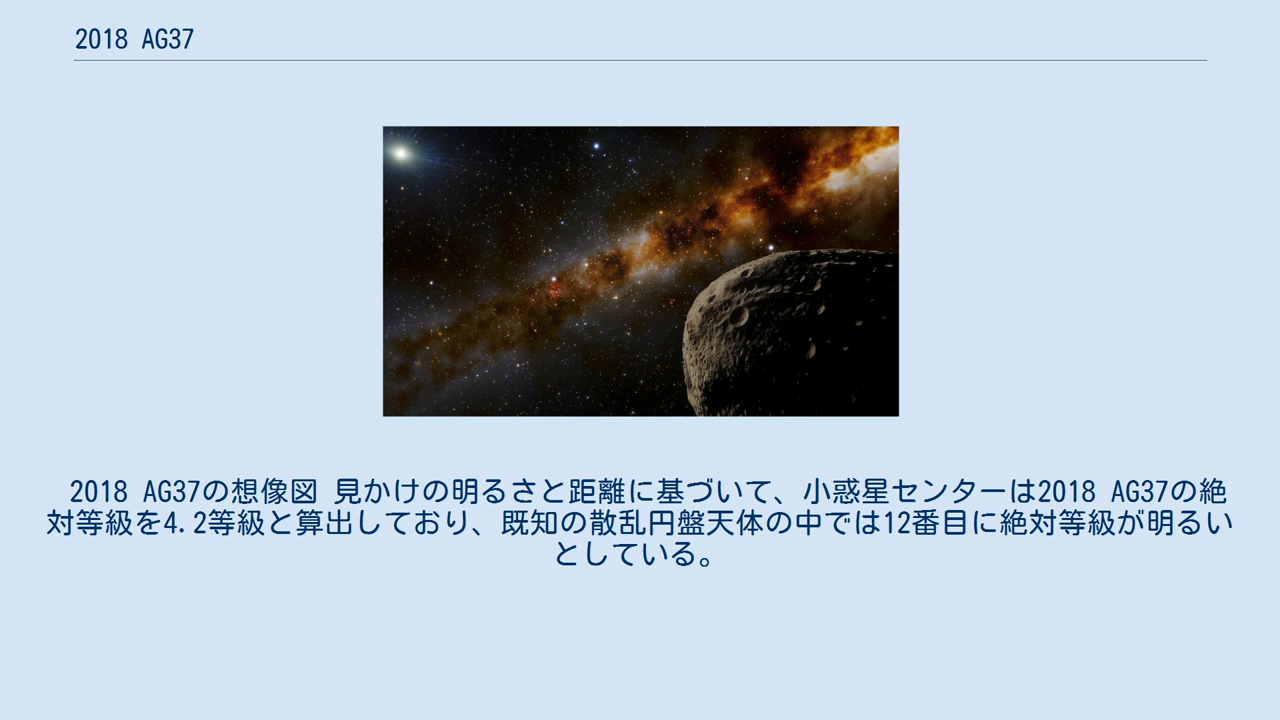 2018 AG37
2018 AG37の想像図 見かけの明るさと距離に基づいて、小惑星センターは2018 AG37の絶
対等級を4.2等級と算出しており、既知の散乱円盤天体の中では12番目に絶対等級が明るい
としている。